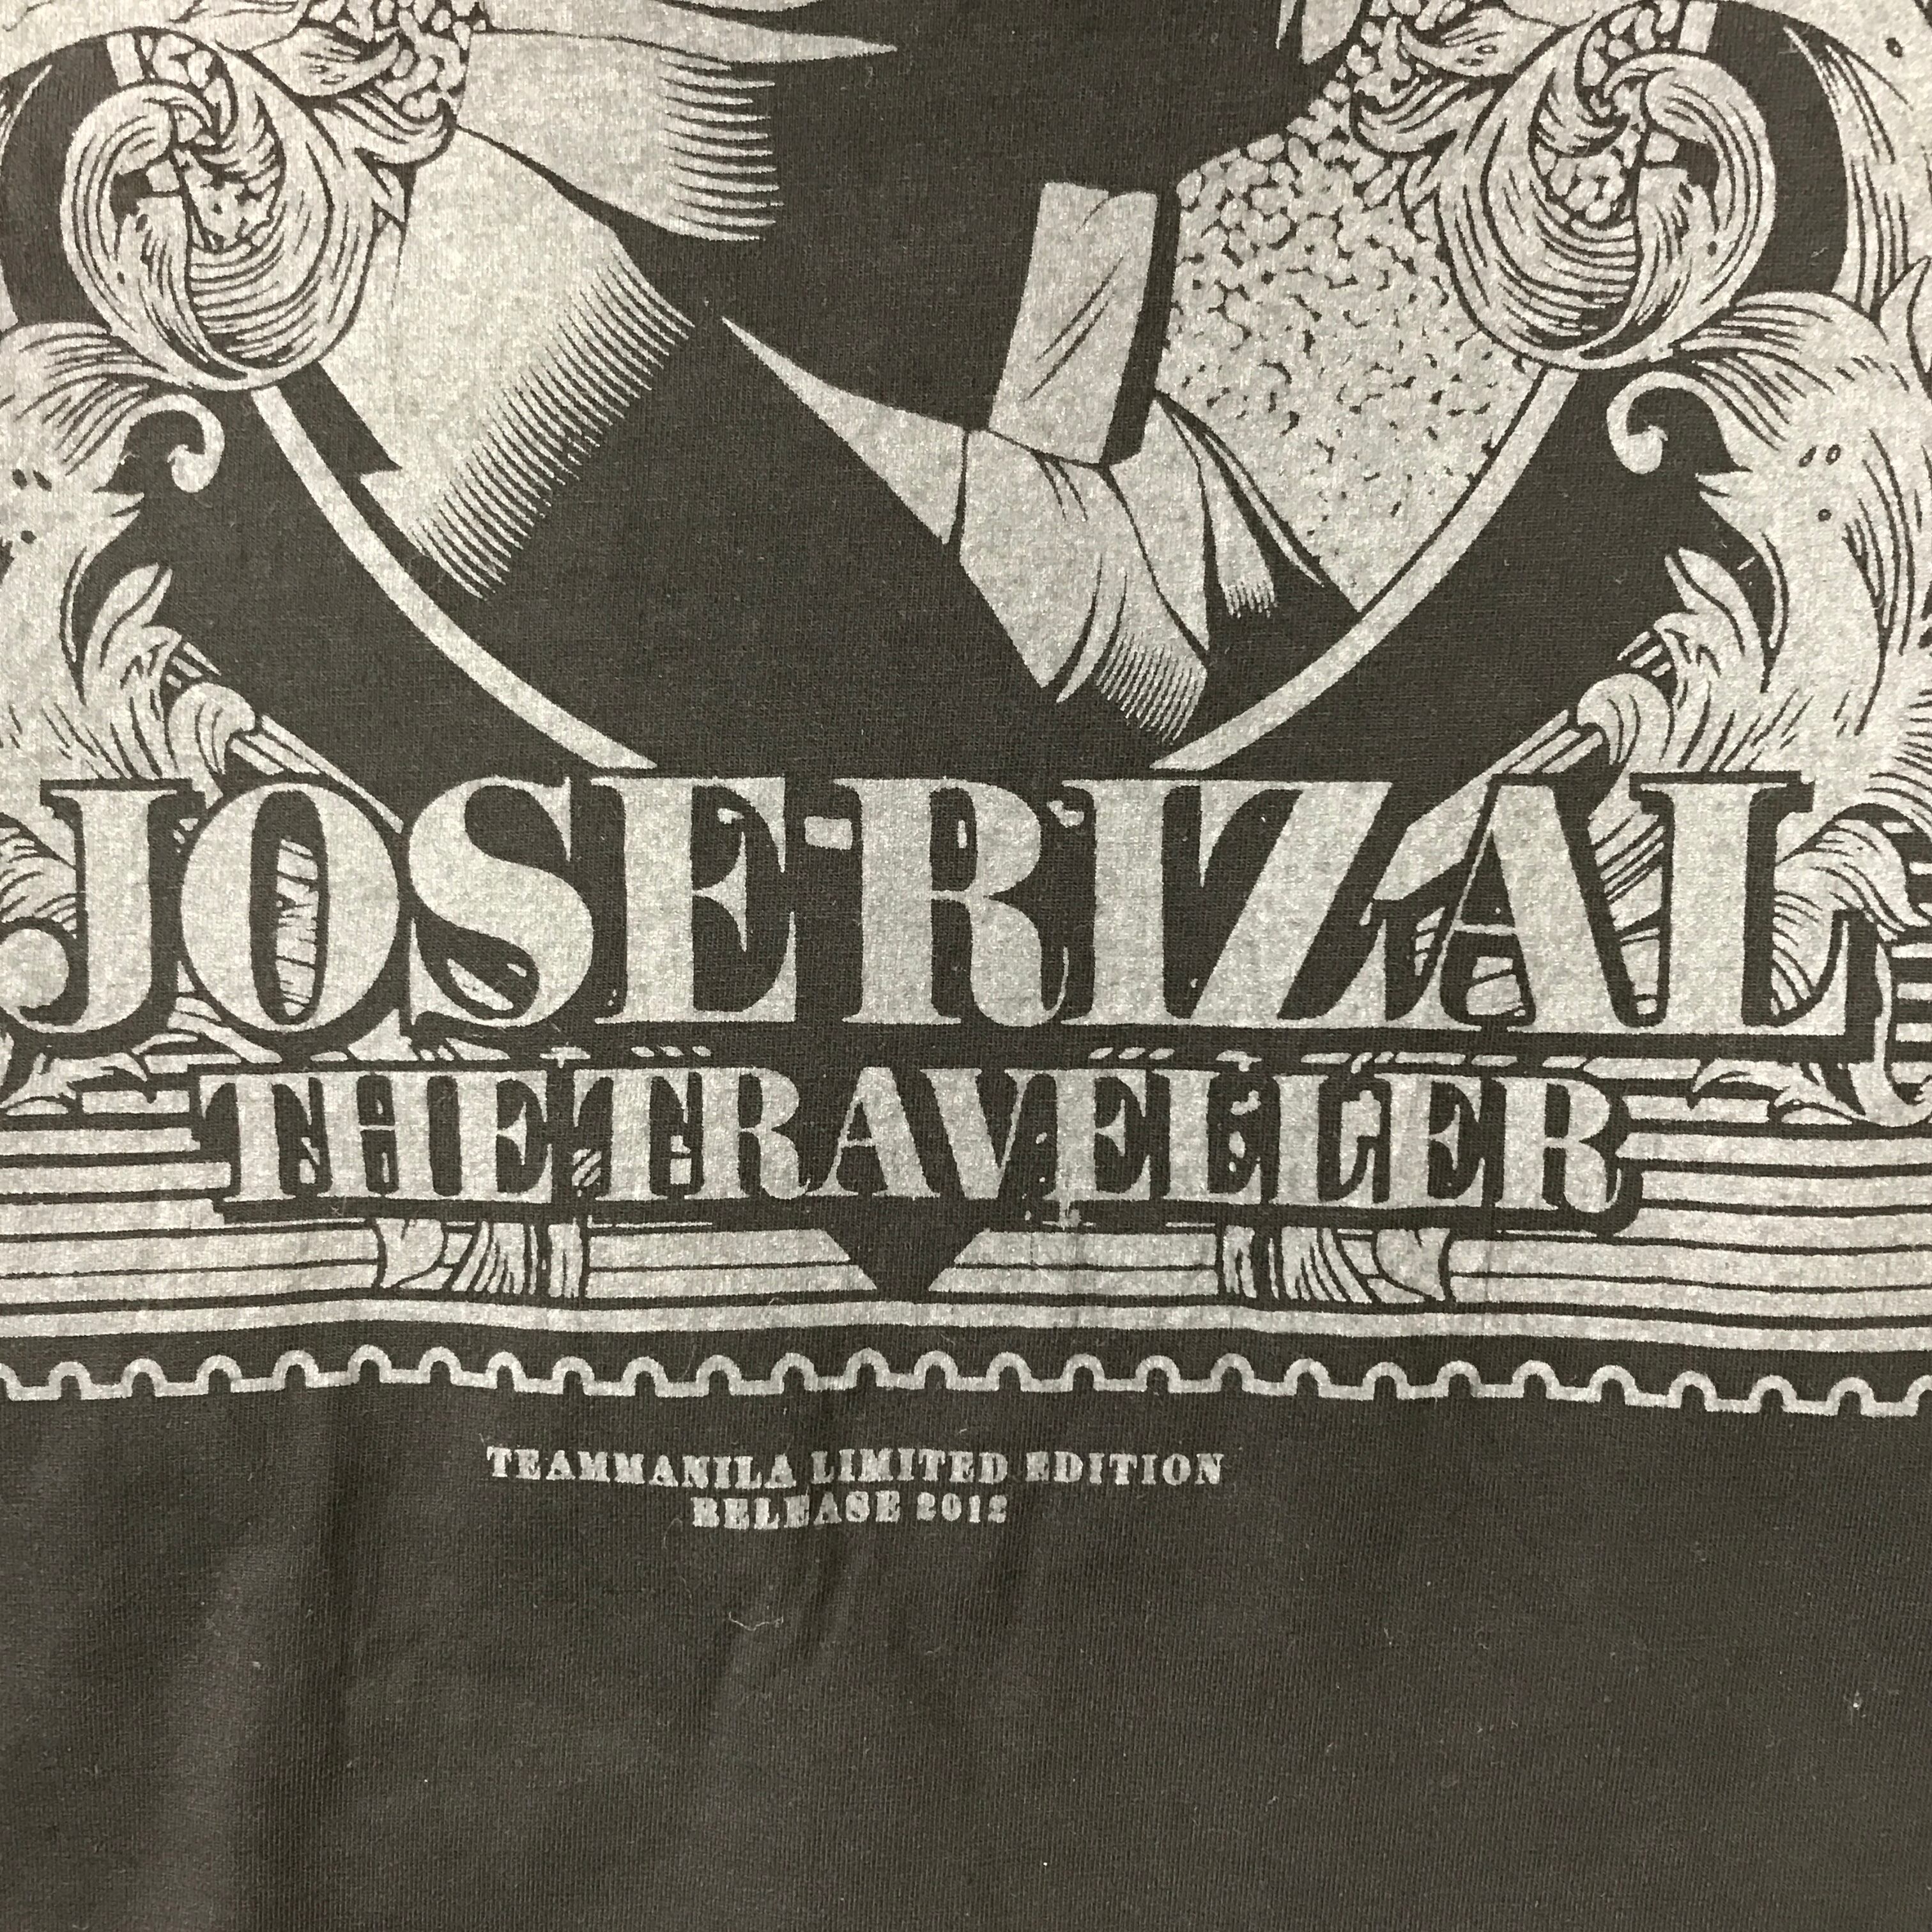 JOSE RIZAL
THE TRAVELLER
TEAMMANILA LIMITED EDITION
RELEASE 2012